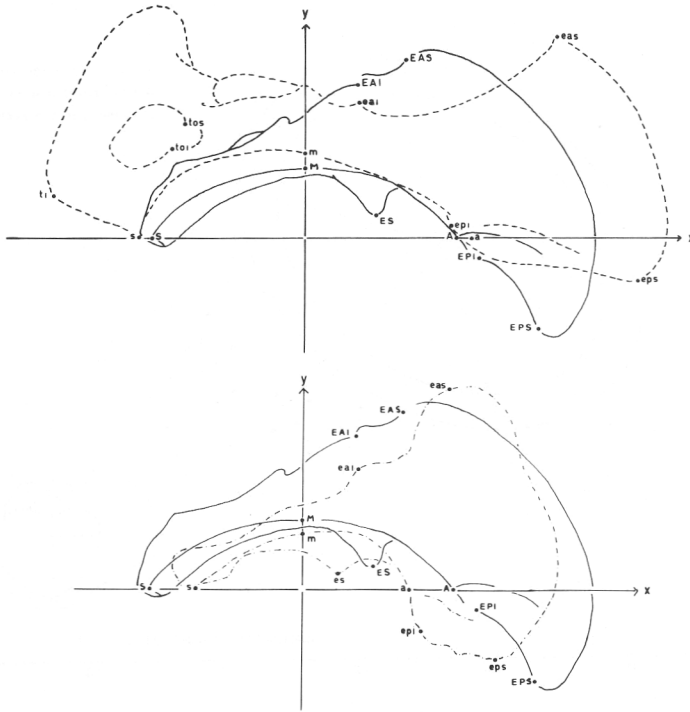 y
eas
EAS
EAI
eai
tos
toi
m
M
ti
ES
epi
s S
A a
x
EPI
eps
EPS
y
eas
EAS
EAI
eai
M
m
es
ES
S
s
a
A
x
EPI
epi
eps
EPS